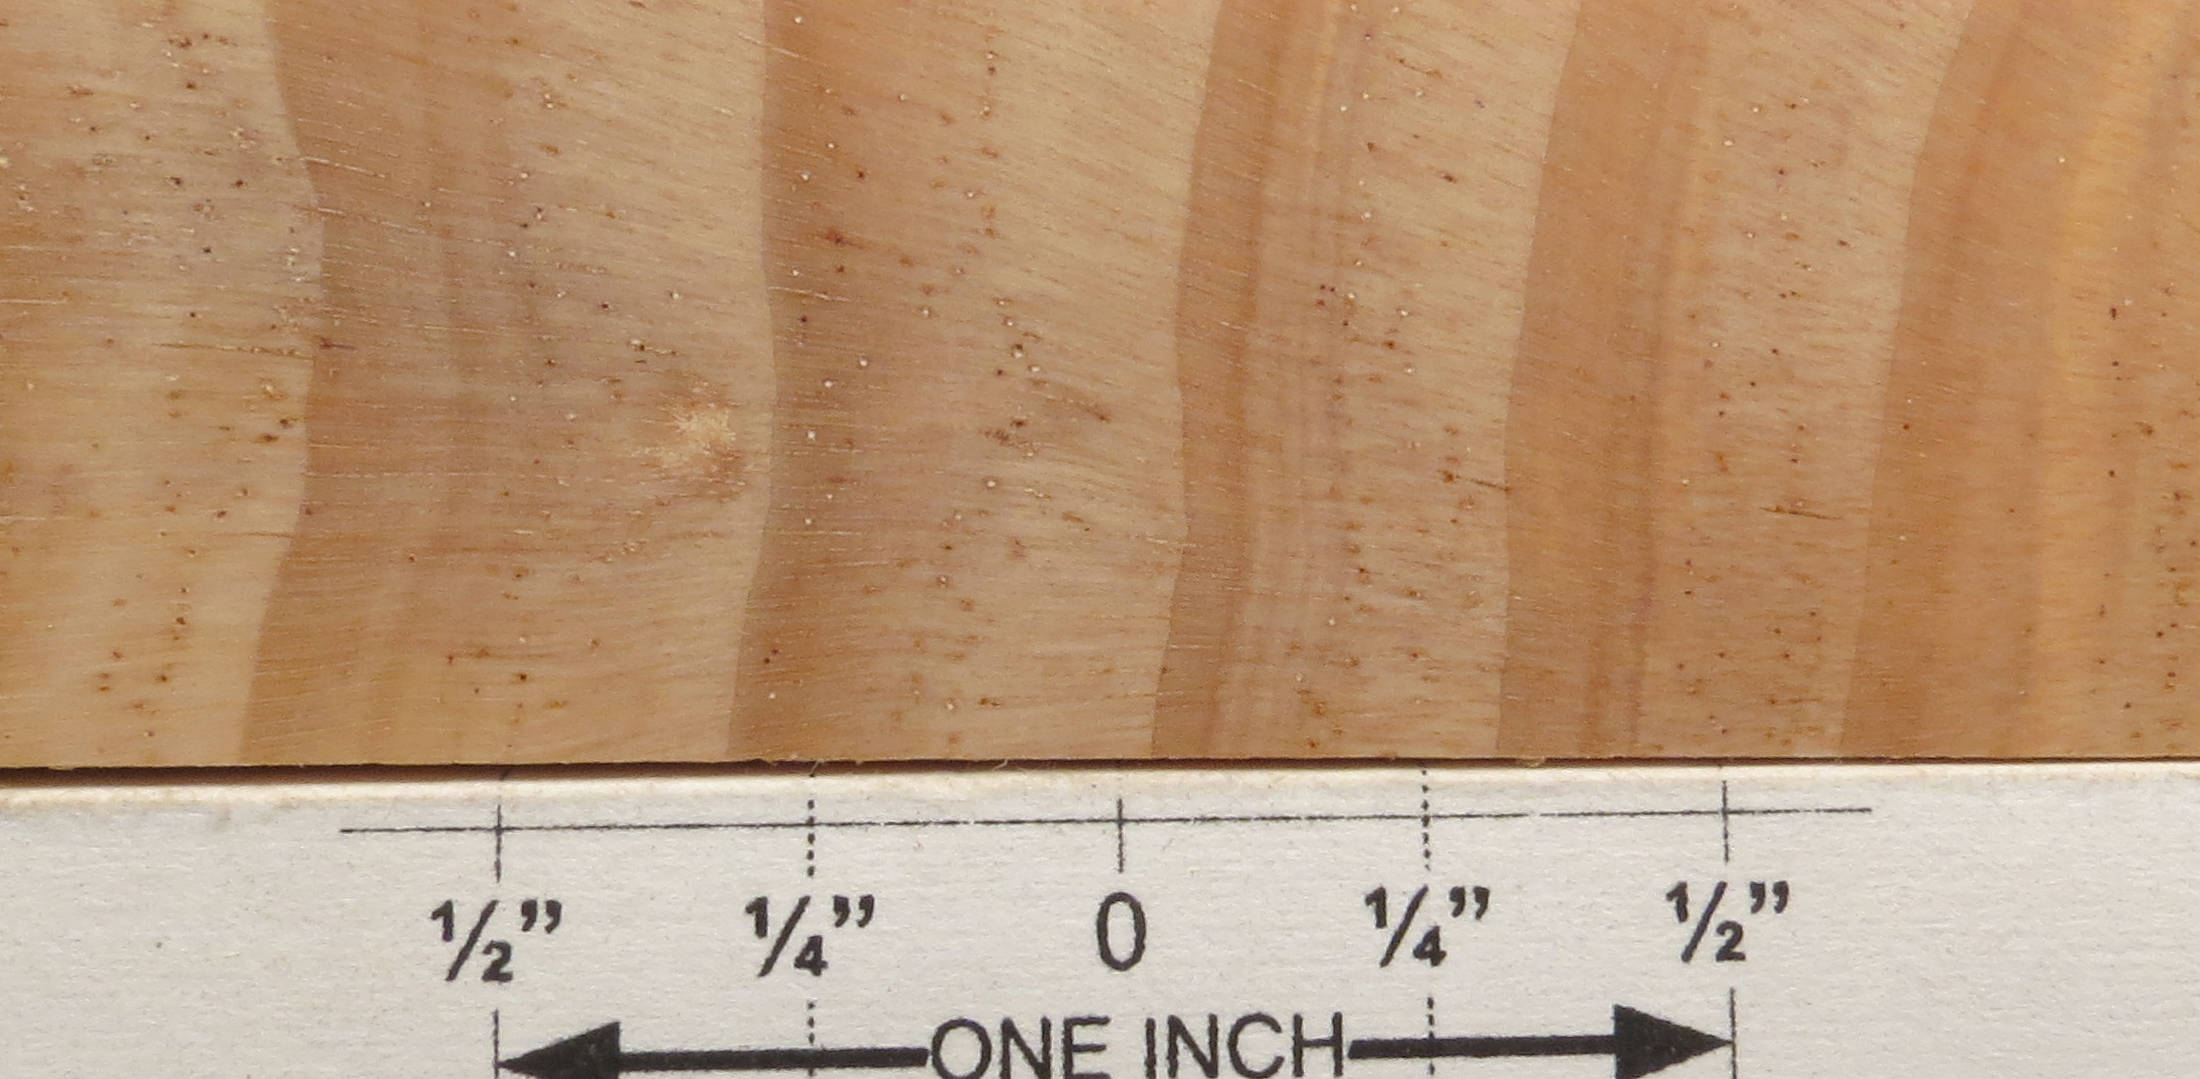 ½” ¼” 0 ¼” ½”
ONE INCH